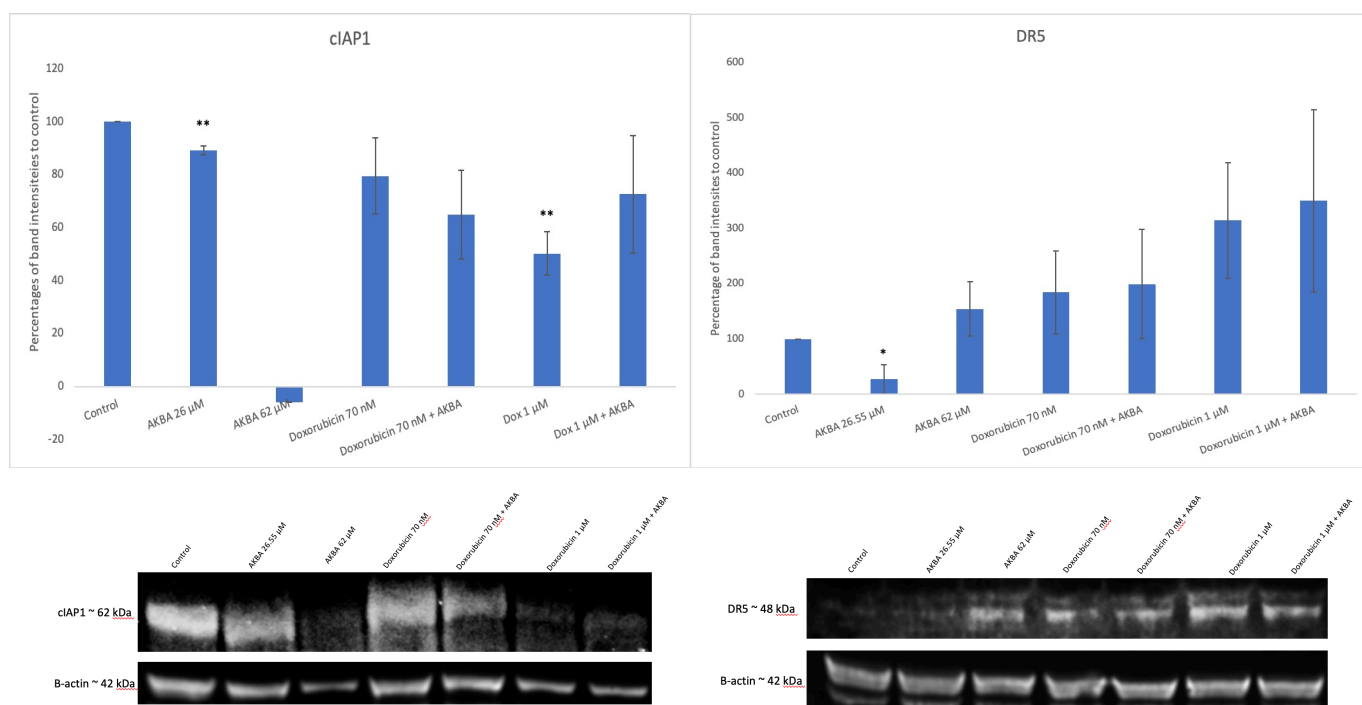 cIAP1
Percentages of band intensiteies to control
120
100
80
60
40
20
0
-20
**
**
Control
AKBA 26 µM
AKBA 62 µM
Doxorubicin 70 nM
Doxorubicin 70 nM + AKBA
Dox 1 µM
Dox 1 µM + AKBA
DR5
Percentage of band intensites to control
600
500
400
300
200
100
0
*
Control
AKBA 26.55 µM
AKBA 62 µM
Doxorubicin 70 nM
Doxorubicin 70 nM + AKBA
Doxorubicin 1 µM
Doxorubicin 1 µM + AKBA
Control
AKBA 26.55 µM
AKBA 62 µM
Doxorubicin 70 nM
Doxorubicin 70 nM + AKBA
Doxorubicin 1 µM
Doxorubicin 1 µM + AKBA
cIAP1 ~ 62 kDa
B-actin ~ 42 kDa
Control
AKBA 26.55 µM
AKBA 62 µM
Doxorubicin 70 nM
Doxorubicin 70 nM + AKBA
Doxorubicin 1 µM
Doxorubicin 1 µM + AKBA
DR5 ~ 48 kDa
B-actin ~ 42 kDa